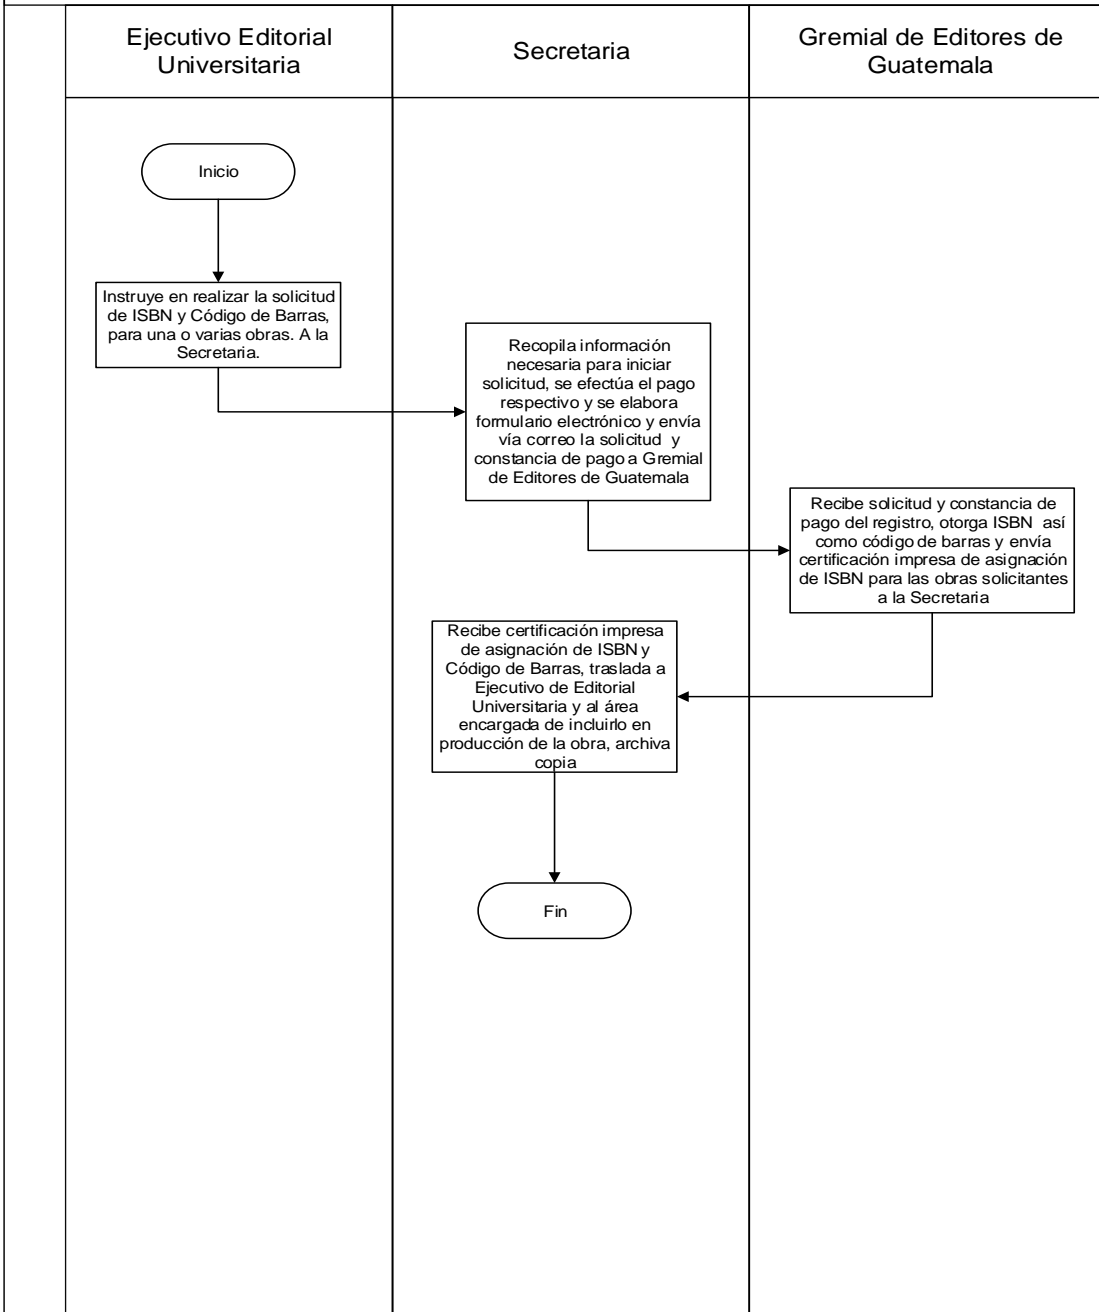 Ejecutivo Editorial
Universitaria
Secretaria
Gremial de Editores de
Guatemala
Inicio
Instruye en realizar la solicitud
de ISBN y Código de Barras,
para una o varias obras. A la
Secretaria.
Recopila información
necesaria para iniciar
solicitud, se efectúa el pago
respectivo y se elabora
formulario electrónico y envía
vía correo la solicitud y
constancia de pago a Gremial
de Editores de Guatemala
Recibe solicitud y constancia de
pago del registro, otorga ISBN así
como código de barras y envía
certificación impresa de asignación
de ISBN para las obras solicitantes
a la Secretaria
Recibe certificación impresa
de asignación de ISBN y
Código de Barras, traslada a
Ejecutivo de Editorial
Universitaria y al área
encargada de incluirlo en
producción de la obra, archiva
copia
Fin